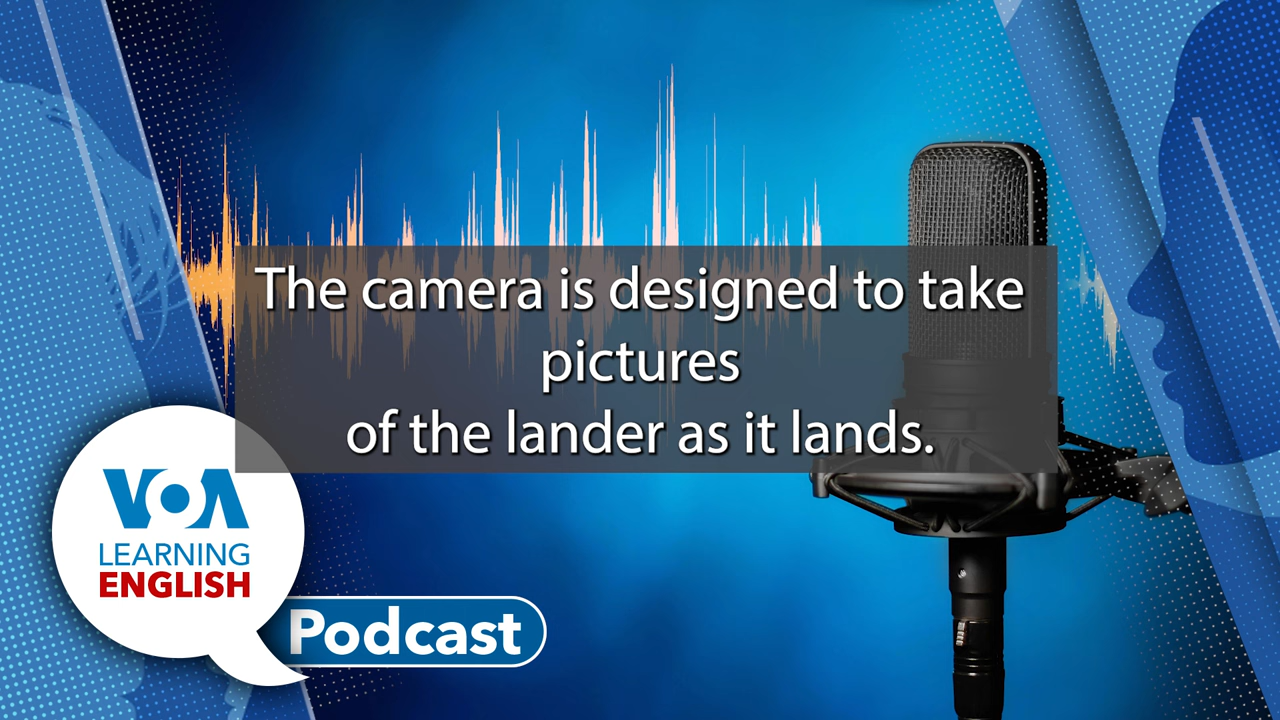 The camera is designed to take
pictures
of the lander as it lands.
VOA
LEARNING
ENGLISH
Podcast